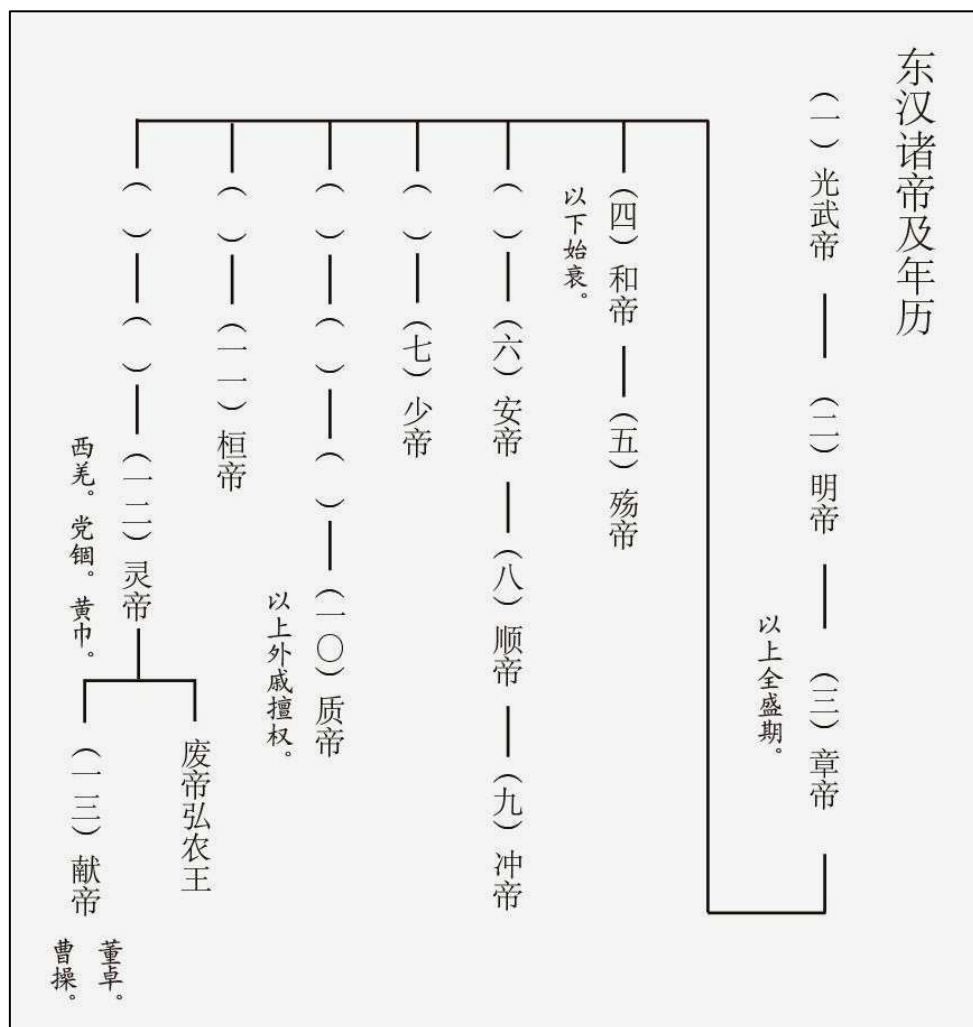 东汉诸帝及年历
（一）光武帝
（二）明帝
（三）章帝
以上全盛期。
（四）和帝
（五）殇帝
以下始衰。
（ ）
（六）安帝
（八）顺帝
（九）冲帝
（ ）
（七）少帝
（ ）
（ ）
（ ）
（一〇）质帝
以上外戚擅权。
（ ）
（一一）桓帝
（ ）
（ ）
（一二）灵帝
西羌。党锢。黄巾。
废帝弘农王
（一三）献帝
董卓。
曹操。